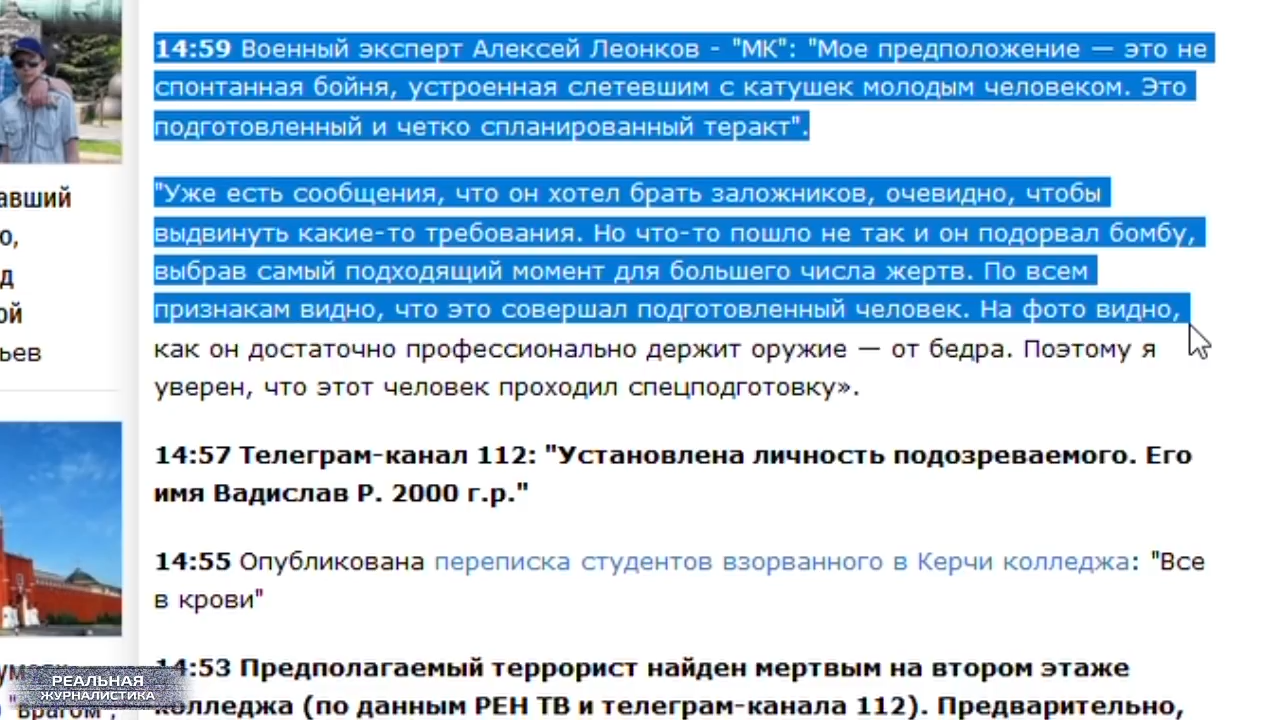 14:59 Военный эксперт Алексей Леонков - "МК": "Мое предположение — это не
спонтанная бойня, устроенная слетевшим с катушек молодым человеком. Это
подготовленный и четко спланированный теракт".
"Уже есть сообщения, что он хотел брать заложников, очевидно, чтобы
выдвинуть какие-то требования. Но что-то пошло не так и он подорвал бомбу,
выбрав самый подходящий момент для большего числа жертв. По всем
признакам видно, что это совершал подготовленный человек. На фото видно,
как он достаточно профессионально держит оружие — от бедра. Поэтому я
уверен, что этот человек проходил спецподготовку».
14:57 Телеграм-канал 112: "Установлена личность подозреваемого. Его
имя Вадислав Р. 2000 г.р."
14:55 Опубликована переписка студентов взорванного в Керчи колледжа: "Все
в крови"
14:53 Предполагаемый террорист найден мертвым на втором этаже
колледжа (по данным РЕН ТВ и телеграм-канала 112). Предварительно,
авший
о,
д
ой
ьев
"врагом",
РЕАЛЬНАЯ
ЖУРНАЛИСТИКА